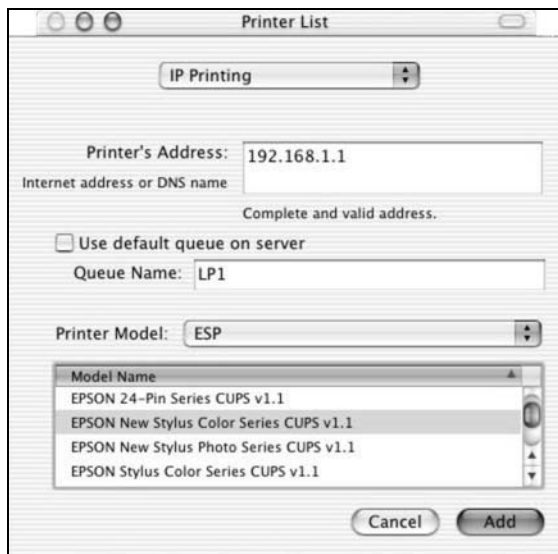 Printer List
IP Printing
Printer's Address: 192.168.1.1
Internet address or DNS name
Complete and valid address.
Use default queue on server
Queue Name: LP1
Printer Model: ESP
Model Name
EPSON 24-Pin Series CUPS v1.1
EPSON New Stylus Color Series CUPS v1.1
EPSON New Stylus Photo Series CUPS v1.1
EPSON Stylus Color Series CUPS v1.1
Cancel Add